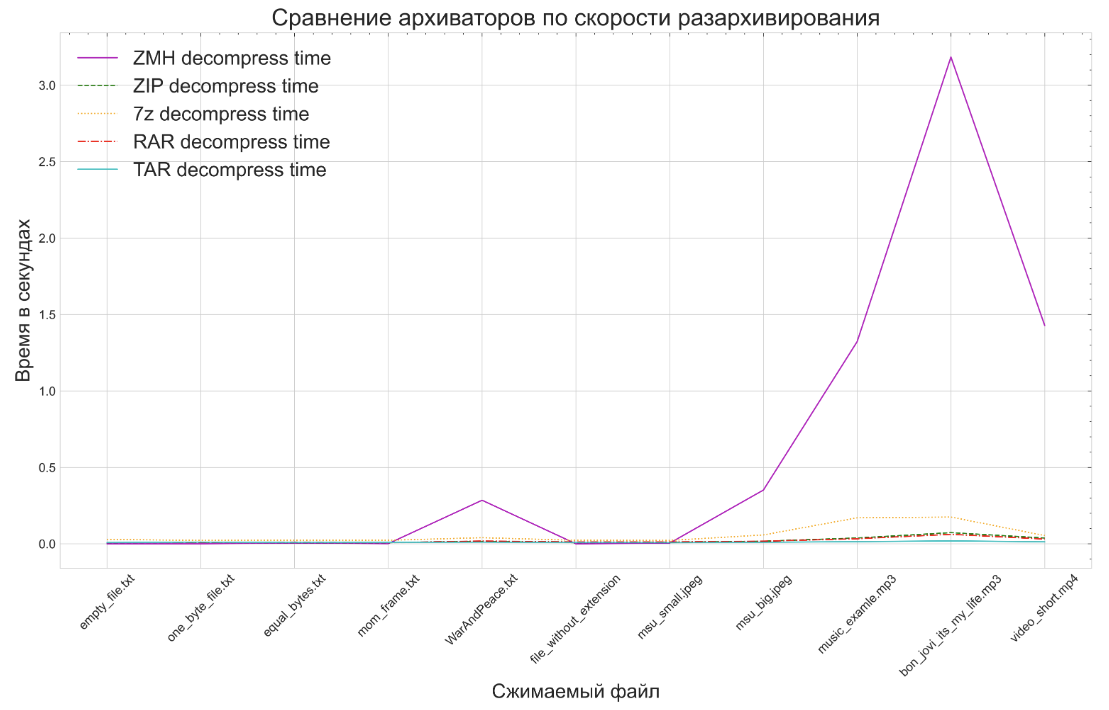 Сравнение архиваторов по скорости разархивирования
ZMH decompress time
ZIP decompress time
7z decompress time
RAR decompress time
TAR decompress time
Время в секундах
3.0
2.5
2.0
1.5
1.0
0.5
0.0
empty_file.txt
one_byte_file.txt
equal_bytes.txt
mom_frame.txt
WarAndPeace.txt
file_without_extension
msu_small.jpeg
msu_big.jpeg
music_examle.mp3
bon_jovi_its_my_life.mp3
video_short.mp4
Сжимаемый файл